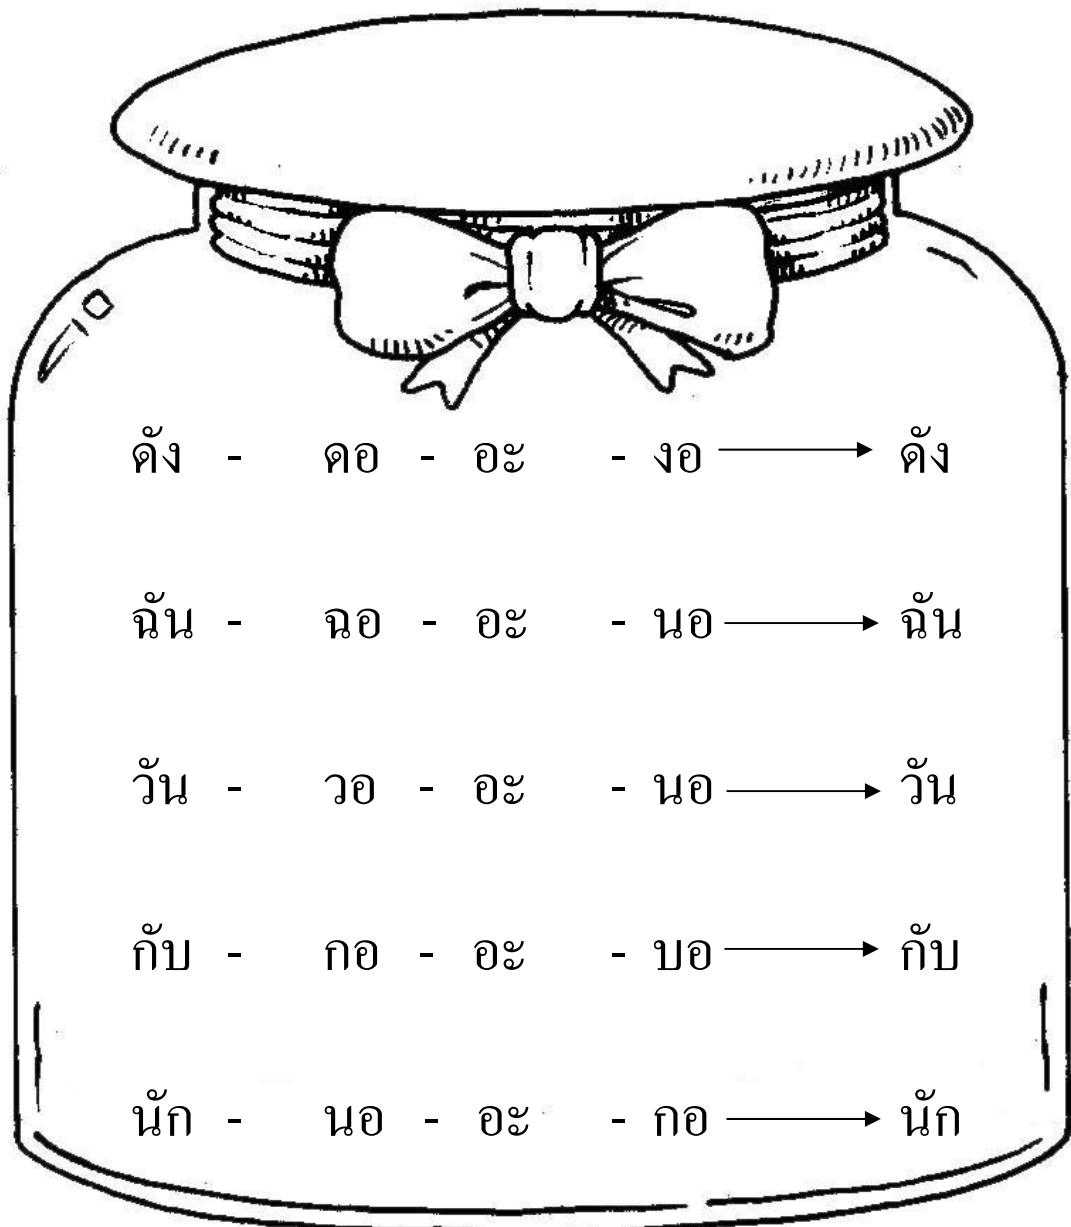 ดัง - ดอ - อะ - งอ → ดัง
ฉัน - ฉอ - อะ - นอ → ฉัน
วัน - วอ - อะ - นอ → วัน
กับ - กอ - อะ - บอ → กับ
นัก - นอ - อะ - กอ → นัก